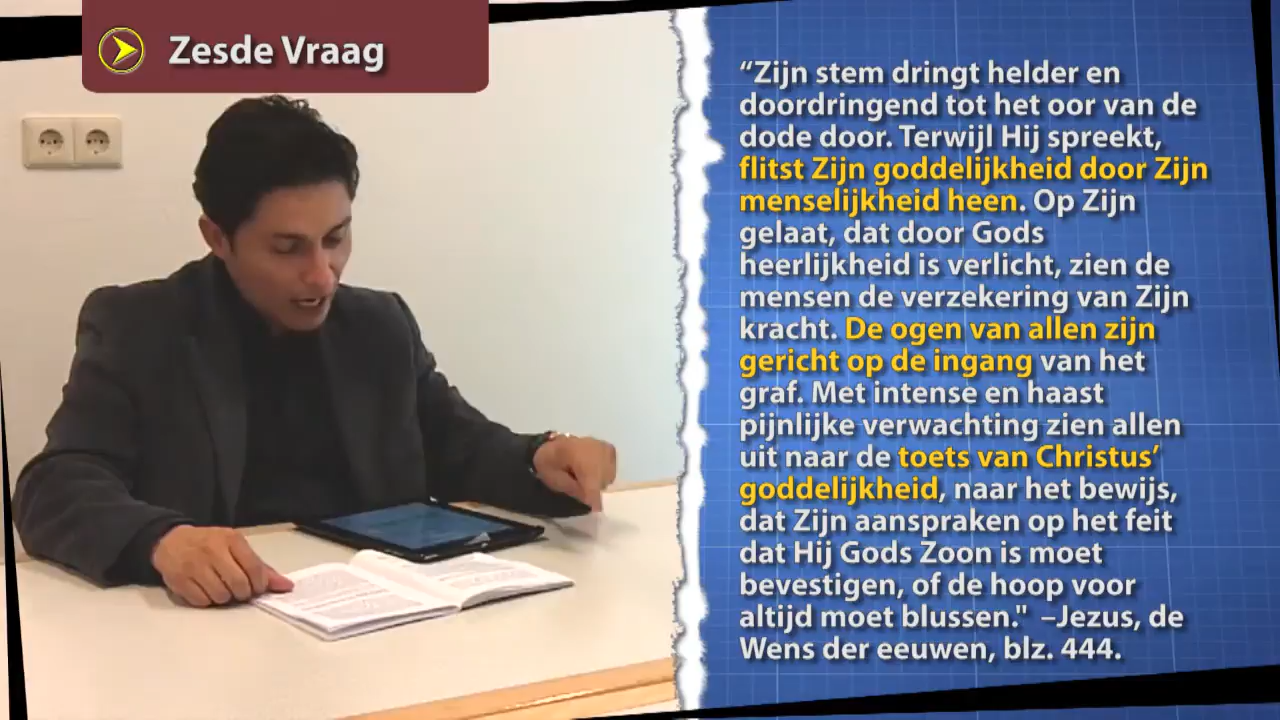 Zesde Vraag
“Zijn stem dringt helder en
doordringend tot het oor van de
dode door. Terwijl Hij spreekt,
flitst Zijn goddelijkheid door Zijn
menselijkheid heen. Op Zijn
gelaat, dat door Gods
heerlijkheid is verlicht, zien de
mensen de verzekering van Zijn
kracht. De ogen van allen zijn
gericht op de ingang van het
graf. Met intense en haast
pijnlijke verwachting zien allen
uit naar de toets van Christus’
goddelijkheid, naar het bewijs,
dat Zijn aanspraken op het feit
dat Hij Gods Zoon is moet
bevestigen, of de hoop voor
altijd moet blussen." –Jezus, de
Wens der eeuwen, blz. 444.